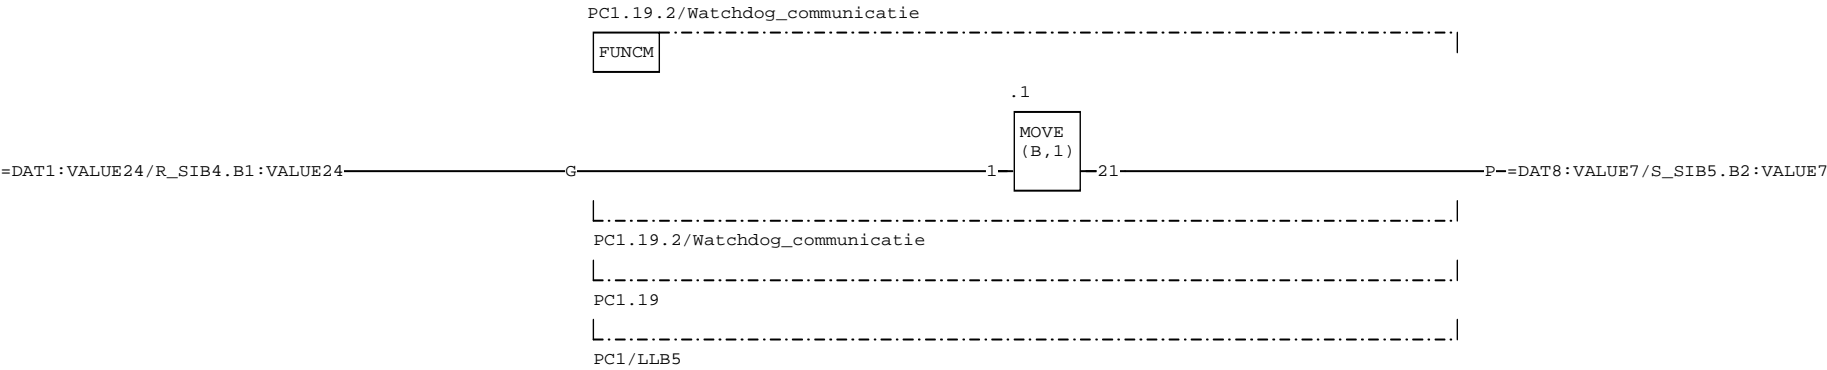 PC1.19.2/Watchdog_communicatie
FUNCM
.1
MOVE
(B,1)
=DAT1:VALUE24/R_SIB4.B1:VALUE24 G 1 21 P =DAT8:VALUE7/S_SIB5.B2:VALUE7
PC1.19.2/Watchdog_communicatie
PC1.19
PC1/LLB5